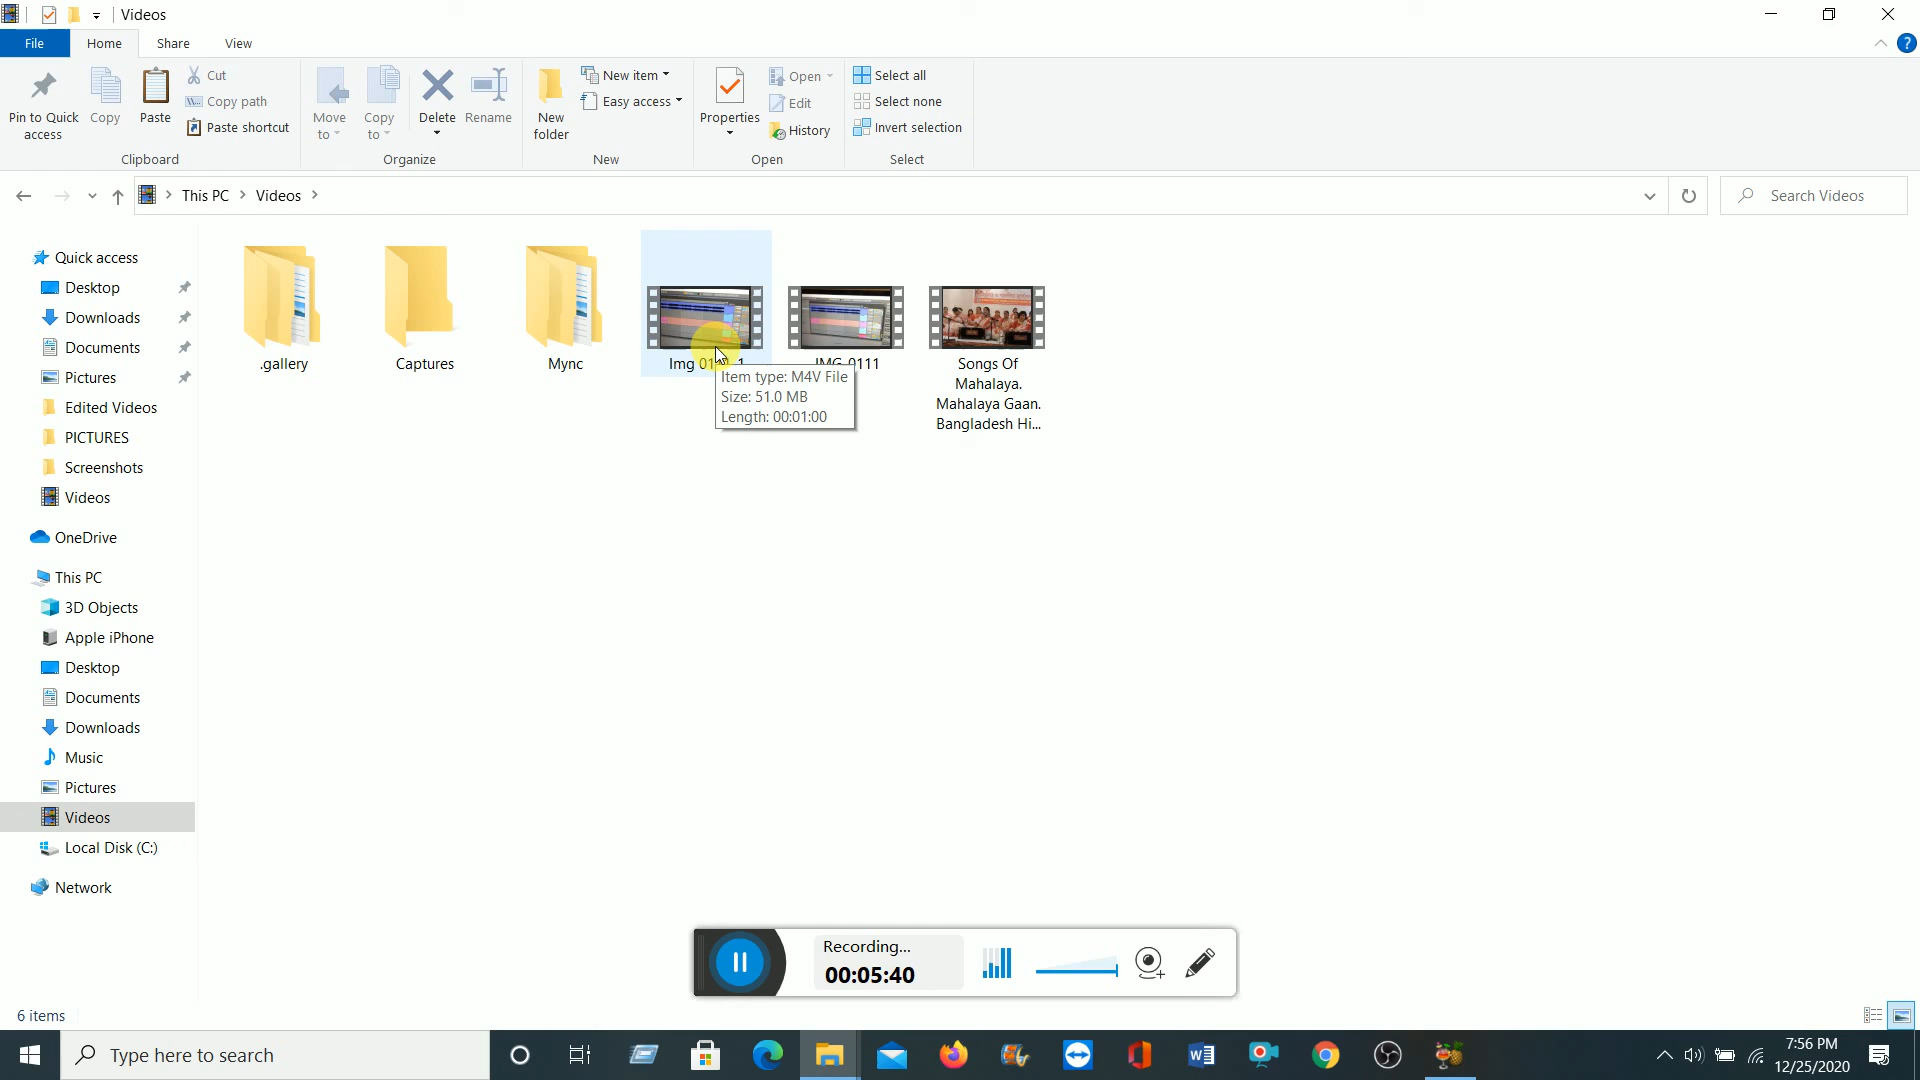 Videos
File Home Share View
Pin to Quick access
Copy
Paste
Cut
Copy path
Paste shortcut
Clipboard
Move to
Copy to
Delete
Rename
Organize
New folder
New item
Easy access
New
Properties
Open
Edit
History
Open
Select all
Select none
Invert selection
Select
This PC Videos
Search Videos
Quick access
Desktop
Downloads
Documents
Pictures
Edited Videos
PICTURES
Screenshots
Videos
OneDrive
This PC
3D Objects
Apple iPhone
Desktop
Documents
Downloads
Music
Pictures
Videos
Local Disk (C:)
Network
.gallery
Captures
Mync
Img
Songs Of
Mahalaya.
Mahalaya Gaan.
Bangladesh Hi...
Item type: M4V File
Size: 51.0 MB
Length: 00:01:00
Recording...
00:05:40
6 items
Type here to search
7:56 PM
12/25/2020